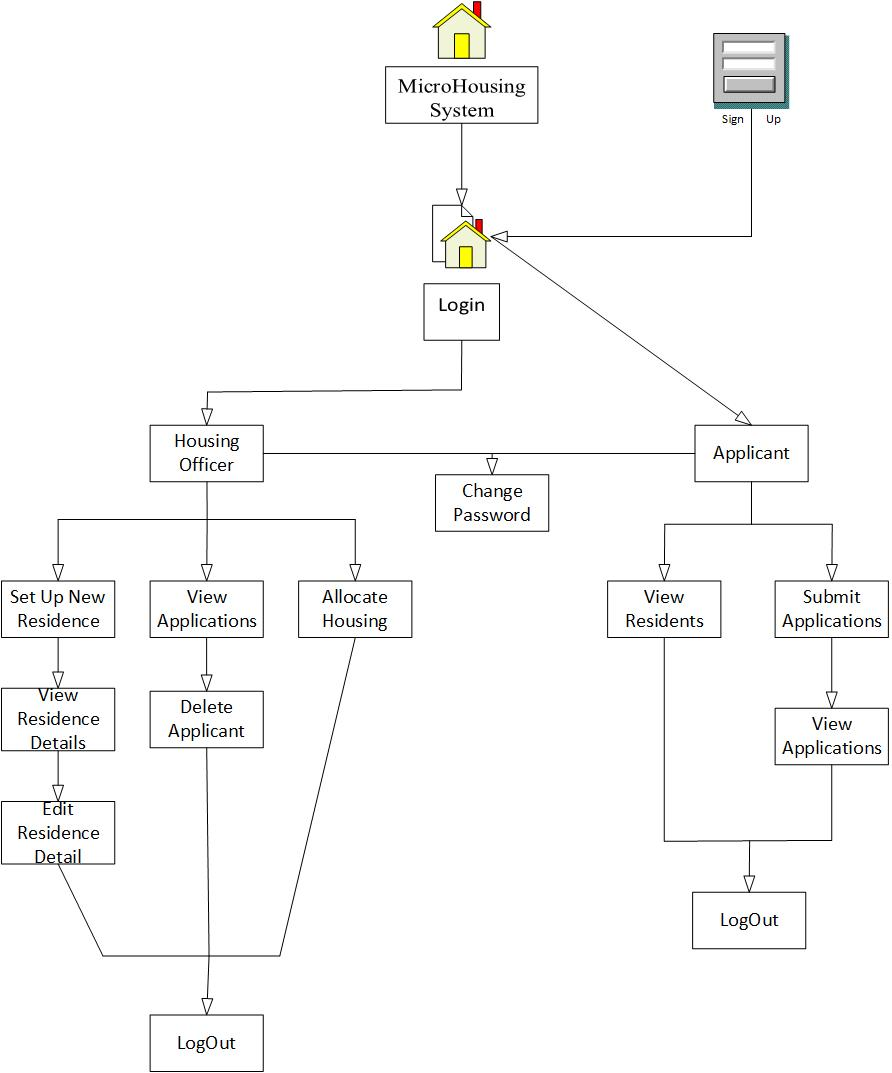 MicroHousing
System
Sign Up
Login
Housing
Officer
Applicant
Change
Password
Set Up New
Residence
View
Applications
Allocate
Housing
View
Residents
Submit
Applications
View
Residence
Details
Delete
Applicant
View
Applications
Edit
Residence
Detail
LogOut
LogOut